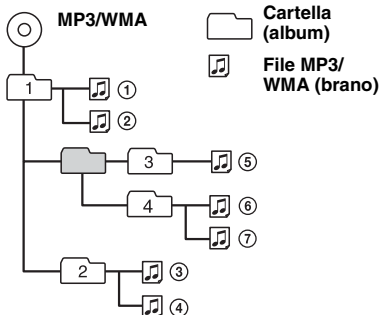 MP3/WMA
Cartella
(album)
File MP3/
WMA (brano)
1
①
②
3
⑤
4
⑥
⑦
2
③
④